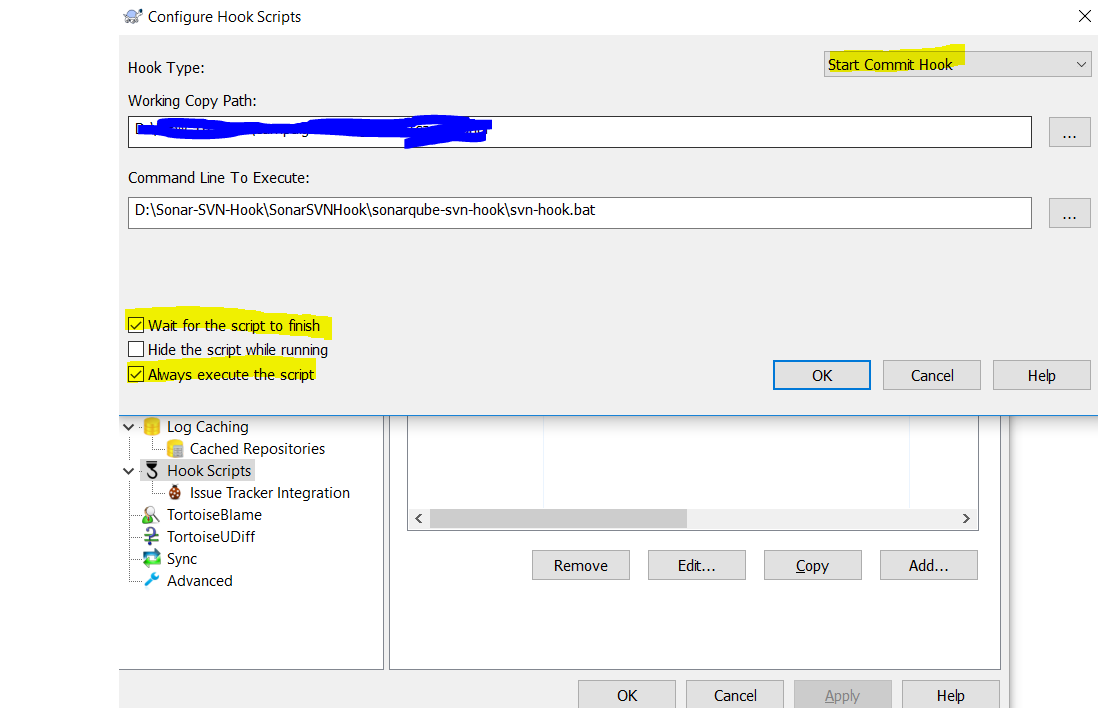 Configure Hook Scripts
Hook Type:
Start Commit Hook
Working Copy Path:
...
Command Line To Execute:
D:\Sonar-SVN-Hook\SonarSVNHook\sonarqube-svn-hook\svn-hook.bat
...
Wait for the script to finish
Hide the script while running
Always execute the script
OK Cancel Help
Log Caching
Cached Repositories
Hook Scripts
Issue Tracker Integration
TortoiseBlame
TortoiseUDiff
Sync
Advanced
Remove Edit... Copy Add...
OK Cancel Apply Help